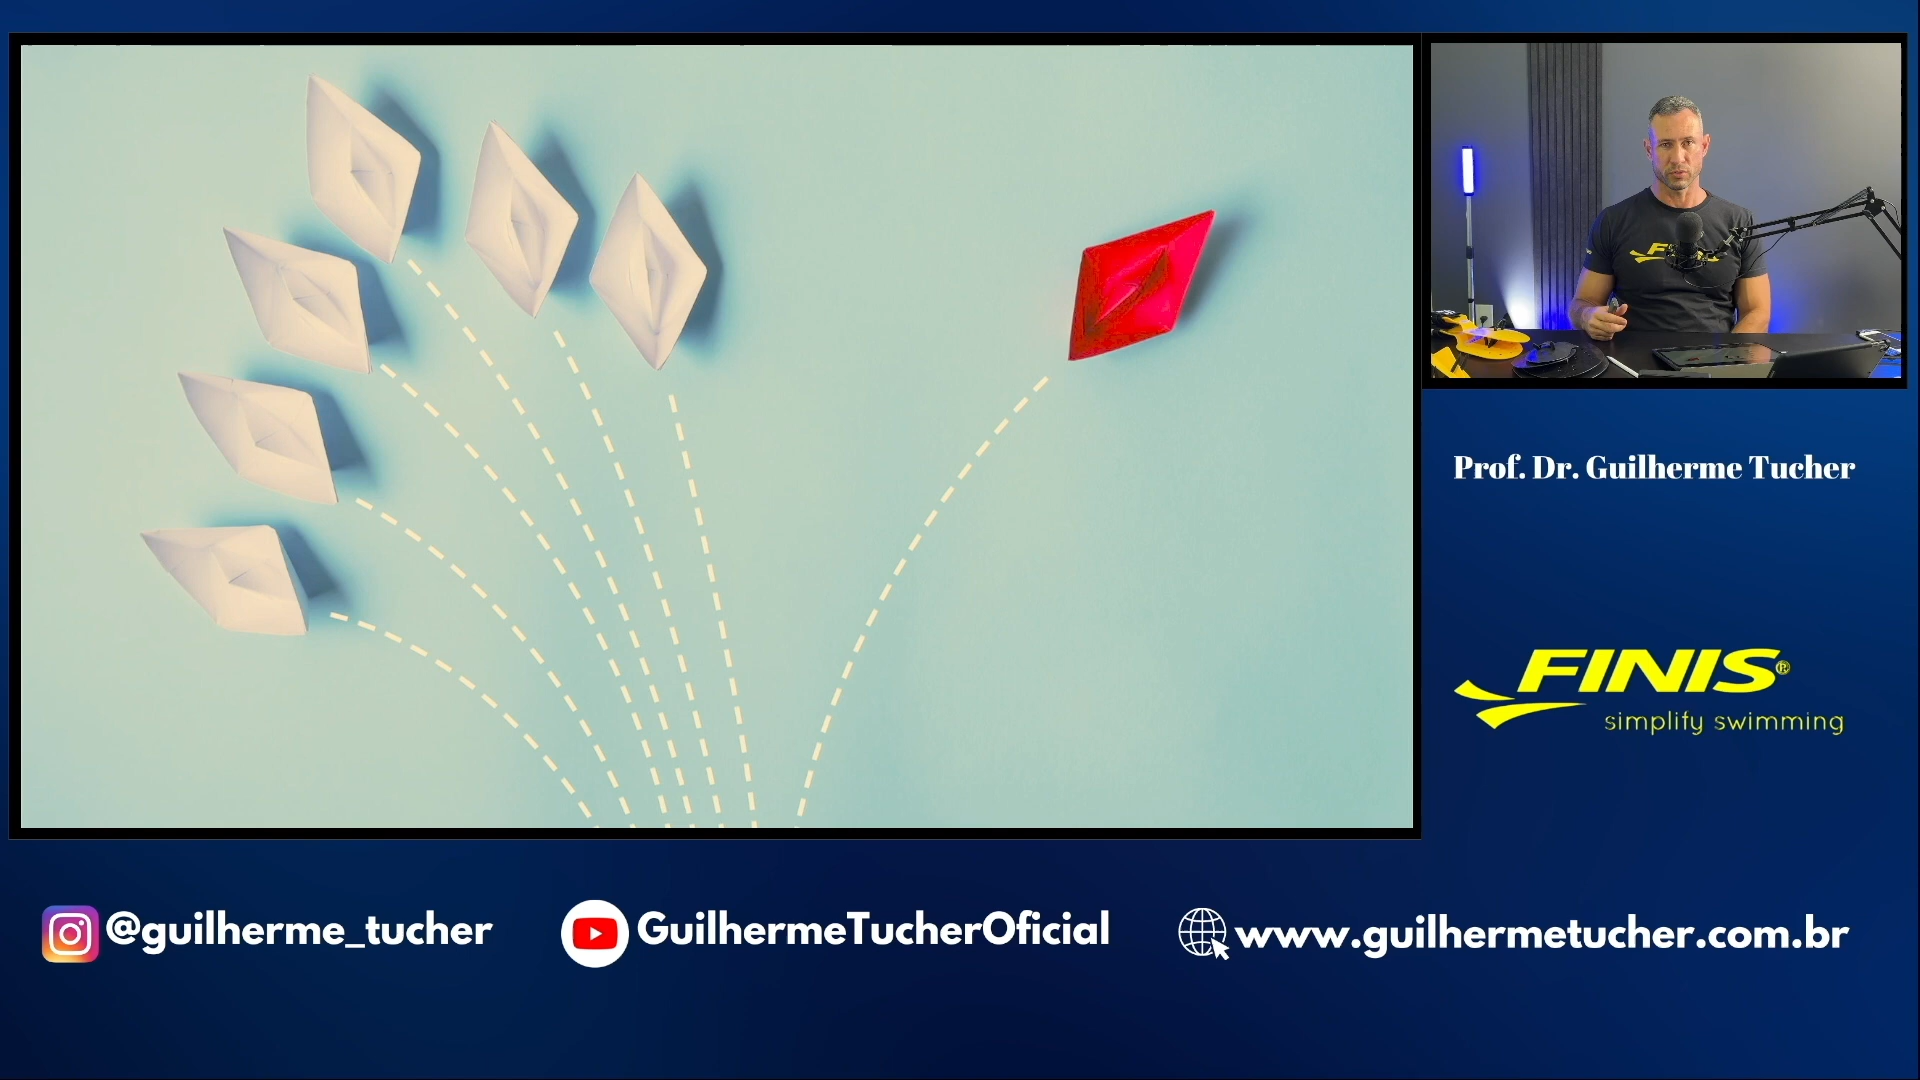 Prof. Dr. Guilherme Tucher
FINIS®
simplify swimming
@guilherme_tucher
GuilhermeTucherOficial
www.guilhermetucher.com.br